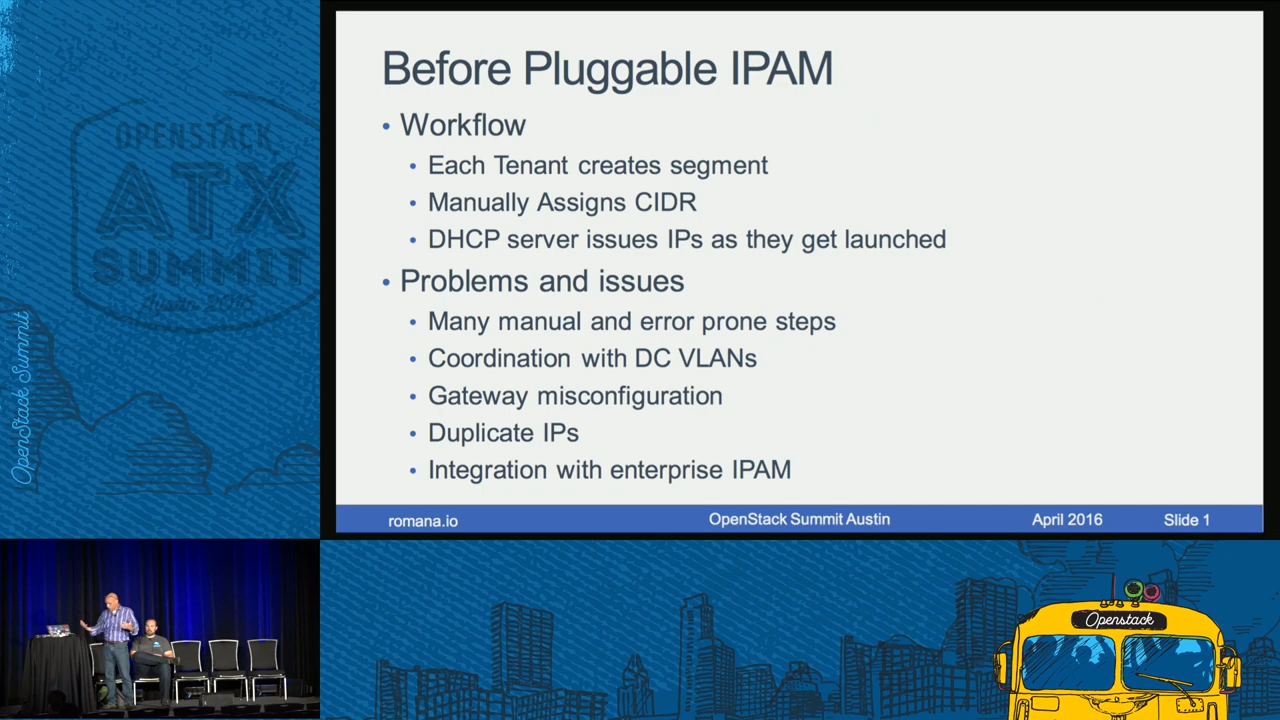 Before Pluggable IPAM
• Workflow
• Each Tenant creates segment
• Manually Assigns CIDR
• DHCP server issues IPs as they get launched
• Problems and issues
• Many manual and error prone steps
• Coordination with DC VLANs
• Gateway misconfiguration
• Duplicate IPs
• Integration with enterprise IPAM
romana.io
OpenStack Summit Austin
April 2016
Slide 1
OPENSTACK
ATX
SUMMIT
Austin 2016
OpenStack Summit
Openstack